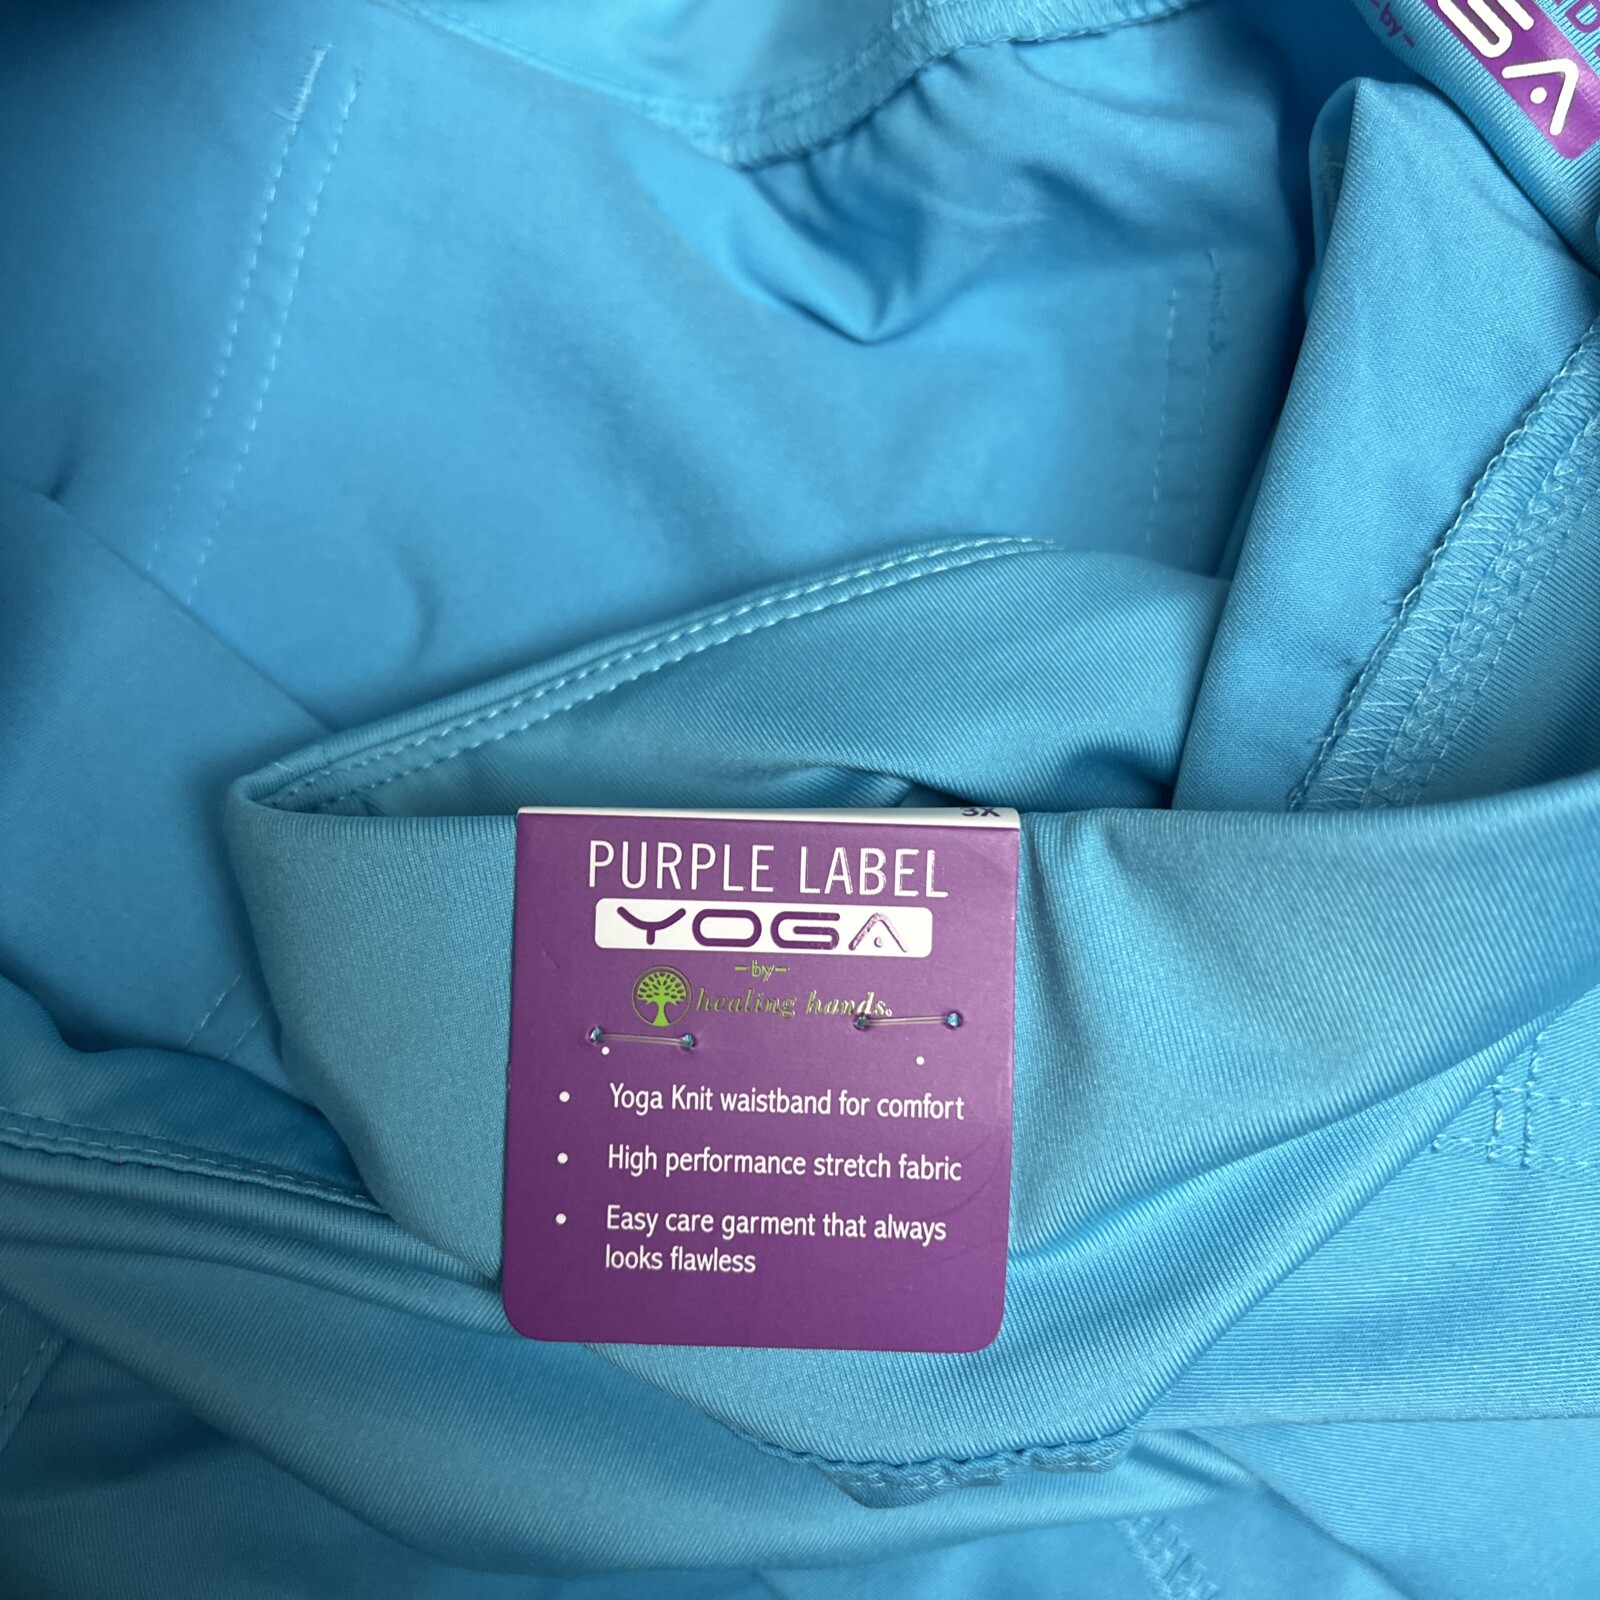 3X
PURPLE LABEL
YOGA
-by-
healing hands®
• Yoga Knit waistband for comfort
• High performance stretch fabric
• Easy care garment that always
looks flawless
-by-